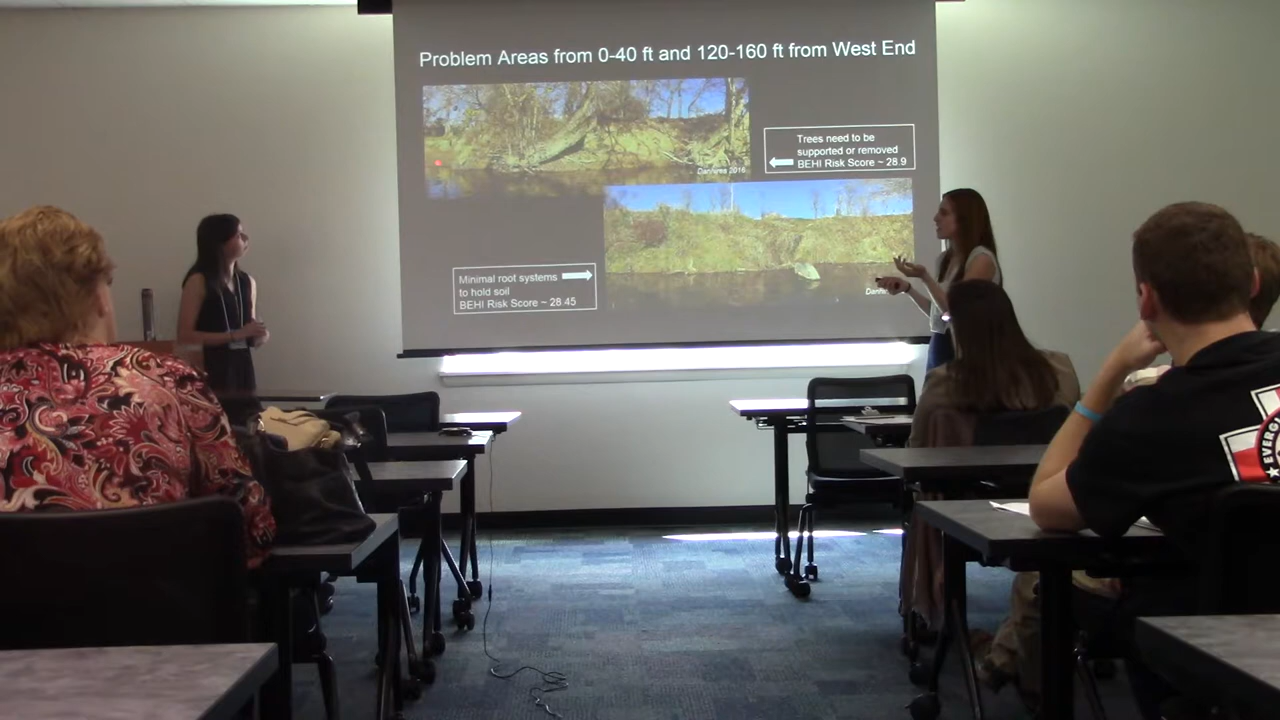 Problem Areas from 0-40 ft and 120-160 ft from West End
Trees need to be
supported or removed
BEHI Risk Score ~ 28.9
2016
Minimal root systems
to hold soil
BEHI Risk Score ~ 28.45